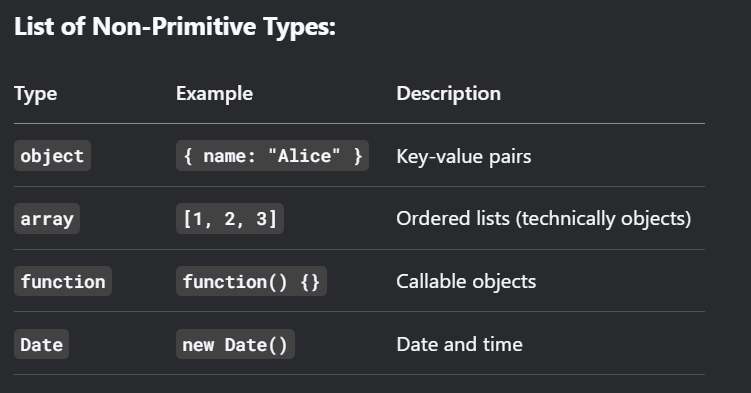 List of Non-Primitive Types:
Type Example Description
object { name: "Alice" } Key-value pairs
array [1, 2, 3] Ordered lists (technically objects)
function function() {} Callable objects
Date new Date() Date and time